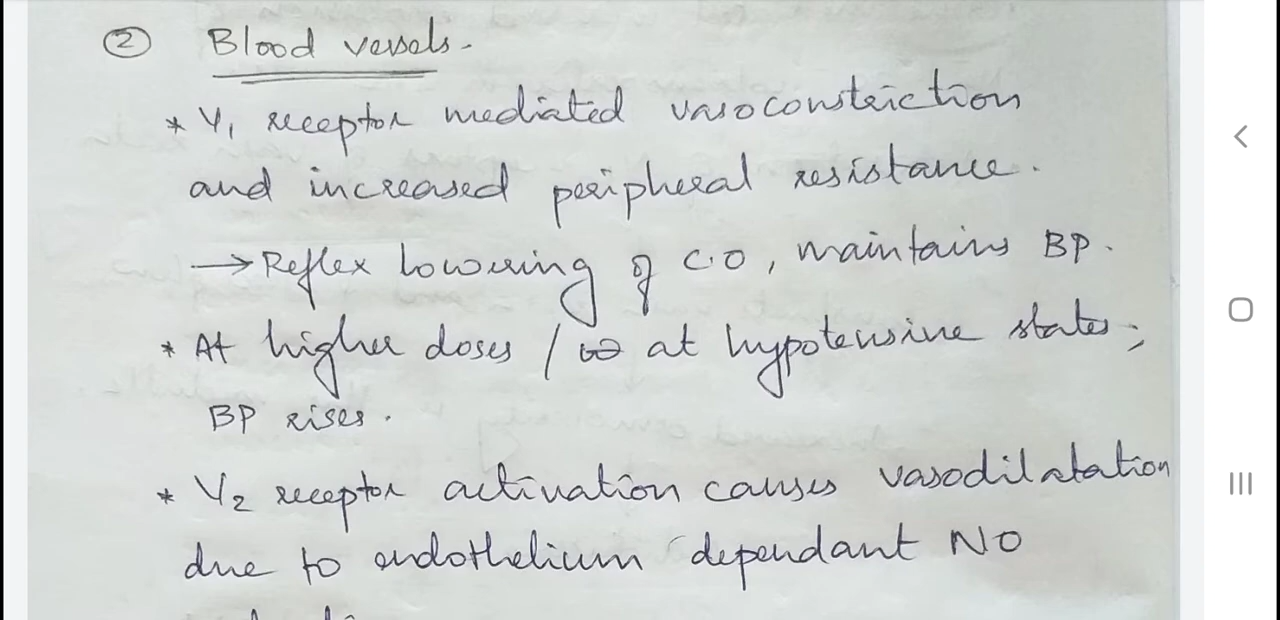 ② Blood vessels.
* V₁ receptor mediated vasoconstriction
and increased peripheral resistance.
→ Reflex lowering of C.O, maintains BP.
* At higher doses / at hypotensive states;
BP rises.
* V₂ receptor activation causes vasodilatation
due to endothelium dependant NO